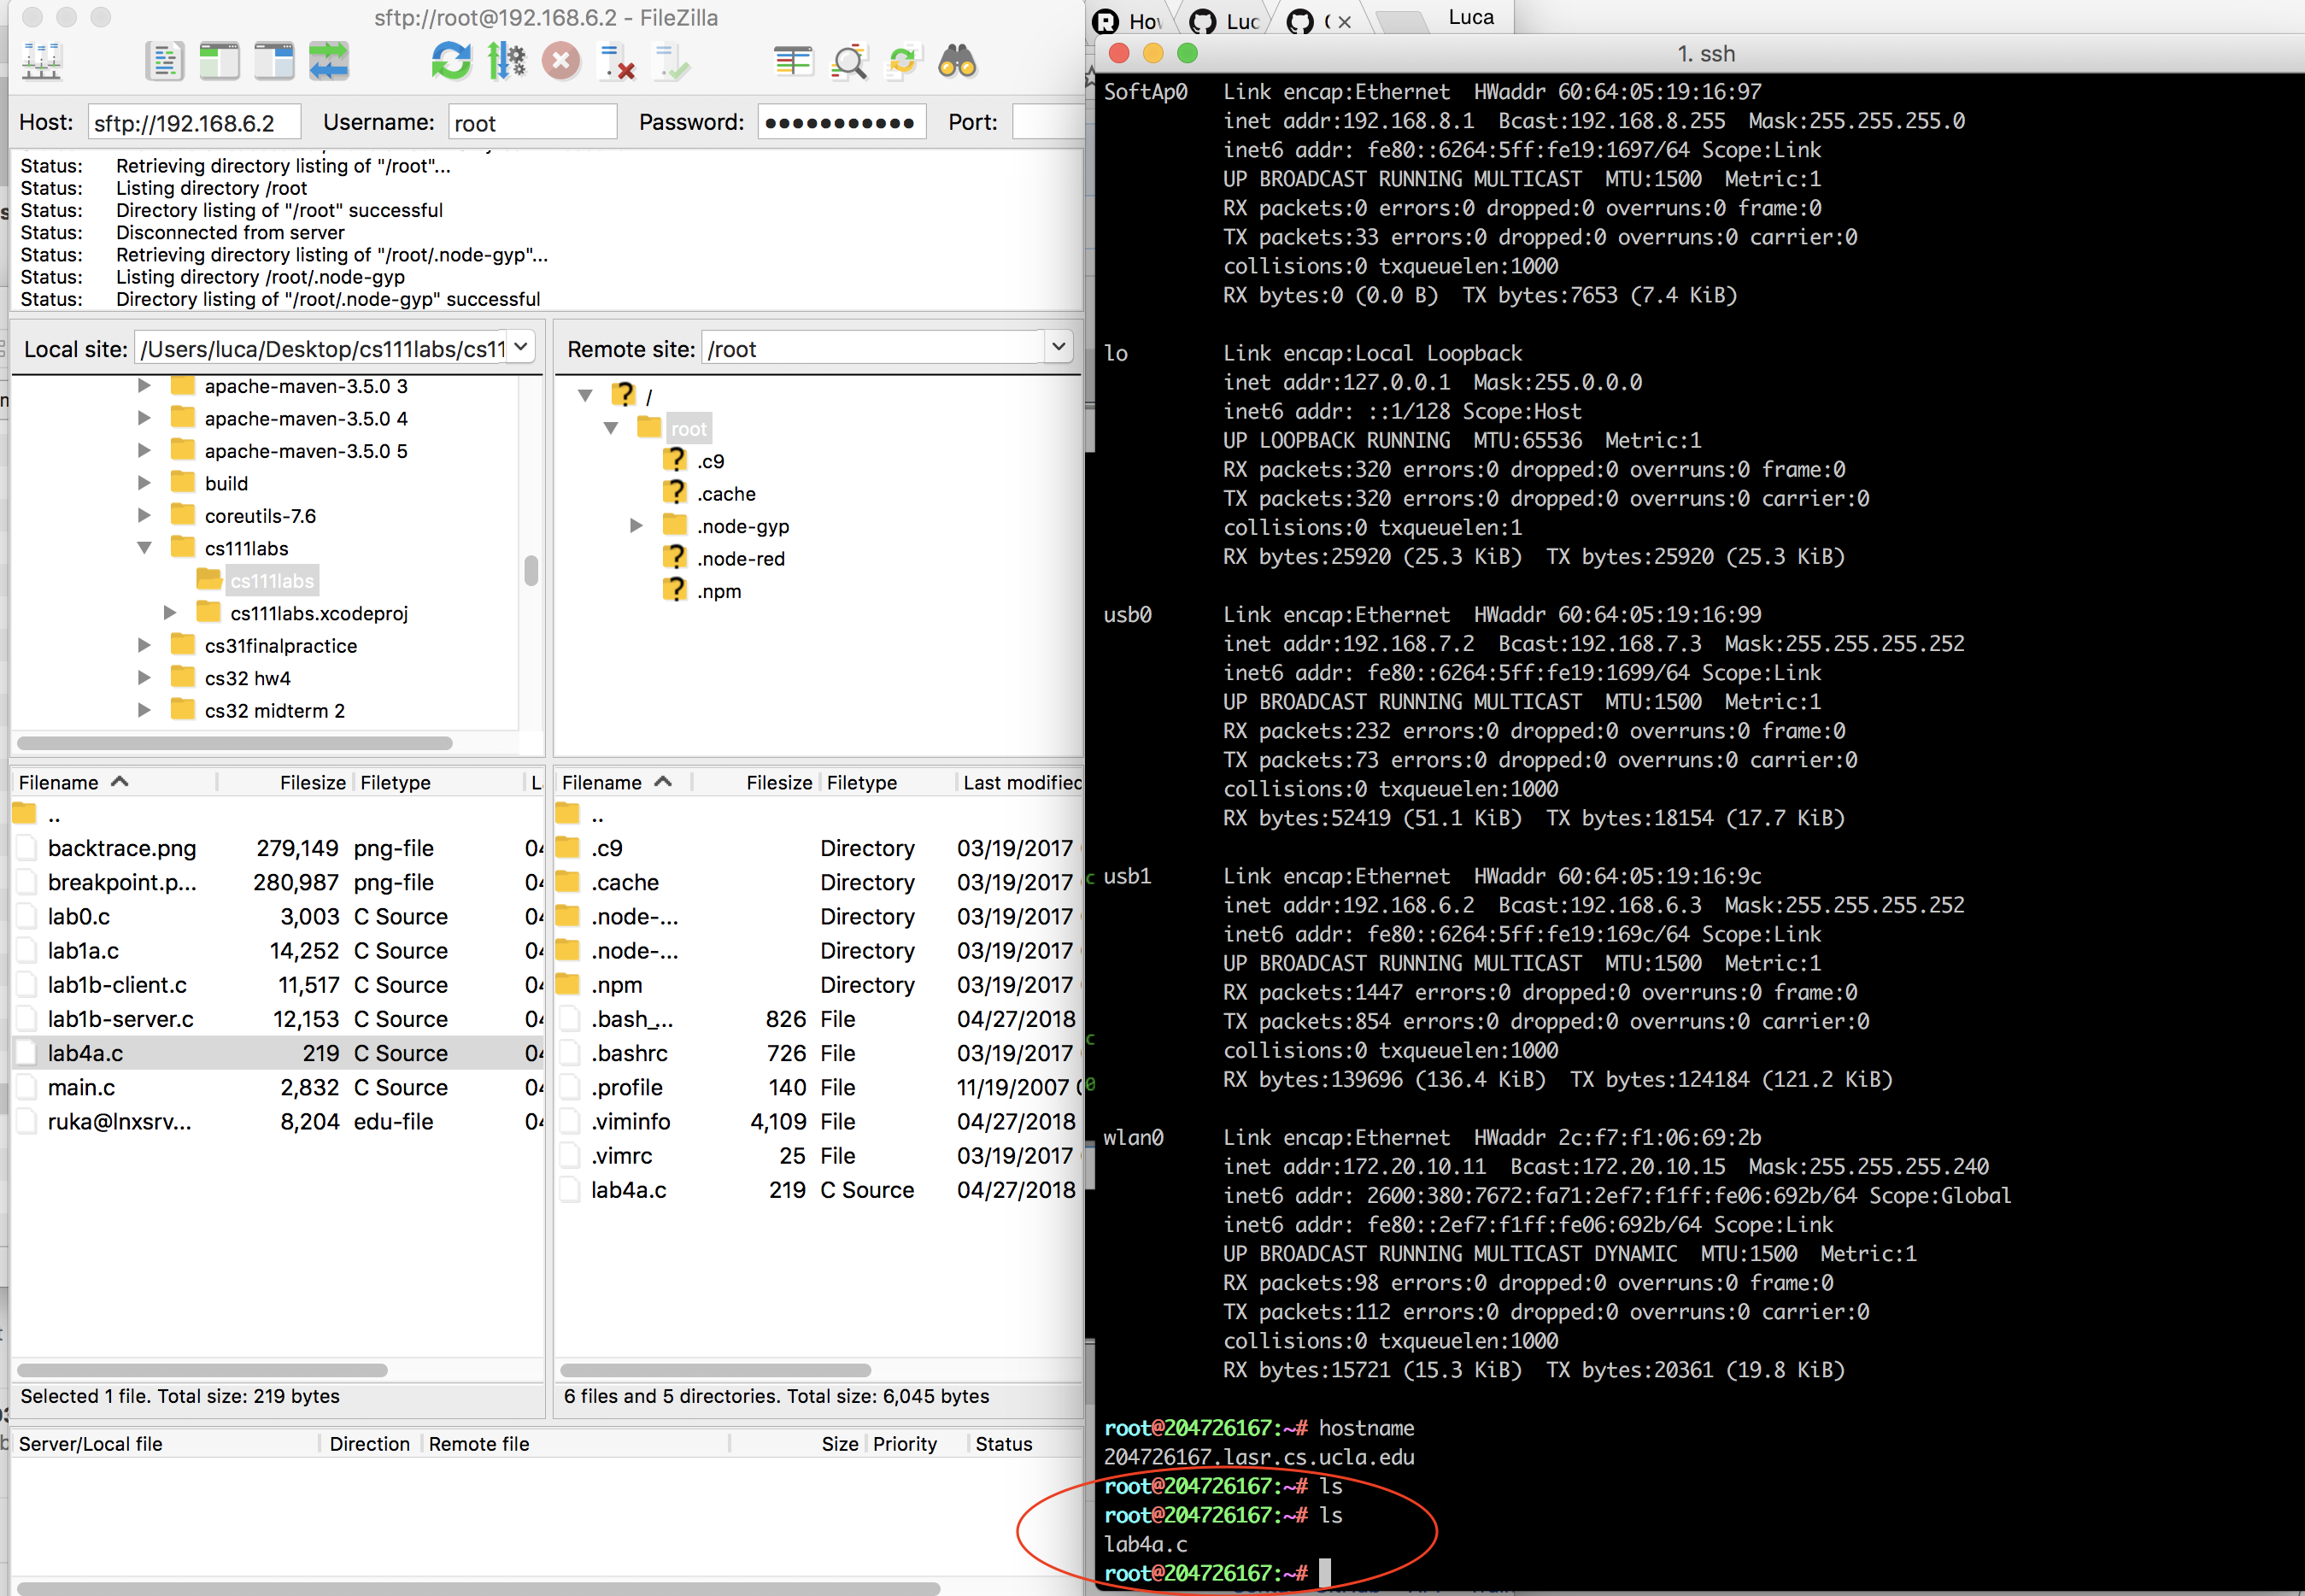 sftp://root@192.168.6.2 - FileZilla
Host: sftp://192.168.6.2 Username: root Password: ●●●●●●●●●●● Port:
Status: Retrieving directory listing of "/root"...
Status: Listing directory /root
Status: Directory listing of "/root" successful
Status: Disconnected from server
Status: Retrieving directory listing of "/root/.node-gyp"...
Status: Listing directory /root/.node-gyp
Status: Directory listing of "/root/.node-gyp" successful
Local site: /Users/luca/Desktop/cs111labs/cs11
apache-maven-3.5.0 3
apache-maven-3.5.0 4
apache-maven-3.5.0 5
build
coreutils-7.6
cs111labs
cs111labs
cs111labs.xcodeproj
cs31finalpractice
cs32 hw4
cs32 midterm 2
Remote site: /root
/
root
.c9
.cache
.node-gyp
.node-red
.npm
Filename Filesize Filetype L
..
backtrace.png 279,149 png-file 04
breakpoint.p... 280,987 png-file 04
lab0.c 3,003 C Source 04
lab1a.c 14,252 C Source 04
lab1b-client.c 11,517 C Source 04
lab1b-server.c 12,153 C Source 04
lab4a.c 219 C Source 04
main.c 2,832 C Source 04
ruka@lnxsrv... 8,204 edu-file 04
Selected 1 file. Total size: 219 bytes
Filename Filesize Filetype Last modified
..
.c9 Directory 03/19/2017
.cache Directory 03/19/2017
.node-... Directory 03/19/2017
.node-... Directory 03/19/2017
.npm Directory 03/19/2017
.bash_... 826 File 04/27/2018
.bashrc 726 File 03/19/2017
.profile 140 File 11/19/2007
.viminfo 4,109 File 04/27/2018
.vimrc 25 File 03/19/2017
lab4a.c 219 C Source 04/27/2018
6 files and 5 directories. Total size: 6,045 bytes
Server/Local file Direction Remote file Size Priority Status
How Luc Luca
1. ssh
SoftAp0 Link encap:Ethernet HWaddr 60:64:05:19:16:97
inet addr:192.168.8.1 Bcast:192.168.8.255 Mask:255.255.255.0
inet6 addr: fe80::6264:5ff:fe19:1697/64 Scope:Link
UP BROADCAST RUNNING MULTICAST MTU:1500 Metric:1
RX packets:0 errors:0 dropped:0 overruns:0 frame:0
TX packets:33 errors:0 dropped:0 overruns:0 carrier:0
collisions:0 txqueuelen:1000
RX bytes:0 (0.0 B) TX bytes:7653 (7.4 KiB)
lo Link encap:Local Loopback
inet addr:127.0.0.1 Mask:255.0.0.0
inet6 addr: ::1/128 Scope:Host
UP LOOPBACK RUNNING MTU:65536 Metric:1
RX packets:320 errors:0 dropped:0 overruns:0 frame:0
TX packets:320 errors:0 dropped:0 overruns:0 carrier:0
collisions:0 txqueuelen:1
RX bytes:25920 (25.3 KiB) TX bytes:25920 (25.3 KiB)
usb0 Link encap:Ethernet HWaddr 60:64:05:19:16:99
inet addr:192.168.7.2 Bcast:192.168.7.3 Mask:255.255.255.252
inet6 addr: fe80::6264:5ff:fe19:1699/64 Scope:Link
UP BROADCAST RUNNING MULTICAST MTU:1500 Metric:1
RX packets:232 errors:0 dropped:0 overruns:0 frame:0
TX packets:73 errors:0 dropped:0 overruns:0 carrier:0
collisions:0 txqueuelen:1000
RX bytes:52419 (51.1 KiB) TX bytes:18154 (17.7 KiB)
usb1 Link encap:Ethernet HWaddr 60:64:05:19:16:9c
inet addr:192.168.6.2 Bcast:192.168.6.3 Mask:255.255.255.252
inet6 addr: fe80::6264:5ff:fe19:169c/64 Scope:Link
UP BROADCAST RUNNING MULTICAST MTU:1500 Metric:1
RX packets:1447 errors:0 dropped:0 overruns:0 frame:0
TX packets:854 errors:0 dropped:0 overruns:0 carrier:0
collisions:0 txqueuelen:1000
RX bytes:139696 (136.4 KiB) TX bytes:124184 (121.2 KiB)
wlan0 Link encap:Ethernet HWaddr 2c:f7:f1:06:69:2b
inet addr:172.20.10.11 Bcast:172.20.10.15 Mask:255.255.255.240
inet6 addr: 2600:380:7672:fa71:2ef7:f1ff:fe06:692b/64 Scope:Global
inet6 addr: fe80::2ef7:f1ff:fe06:692b/64 Scope:Link
UP BROADCAST RUNNING MULTICAST DYNAMIC MTU:1500 Metric:1
RX packets:98 errors:0 dropped:0 overruns:0 frame:0
TX packets:112 errors:0 dropped:0 overruns:0 carrier:0
collisions:0 txqueuelen:1000
RX bytes:15721 (15.3 KiB) TX bytes:20361 (19.8 KiB)
root@204726167:~# hostname
204726167.lasr.cs.ucla.edu
root@204726167:~# ls
root@204726167:~# ls
lab4a.c
root@204726167:~#